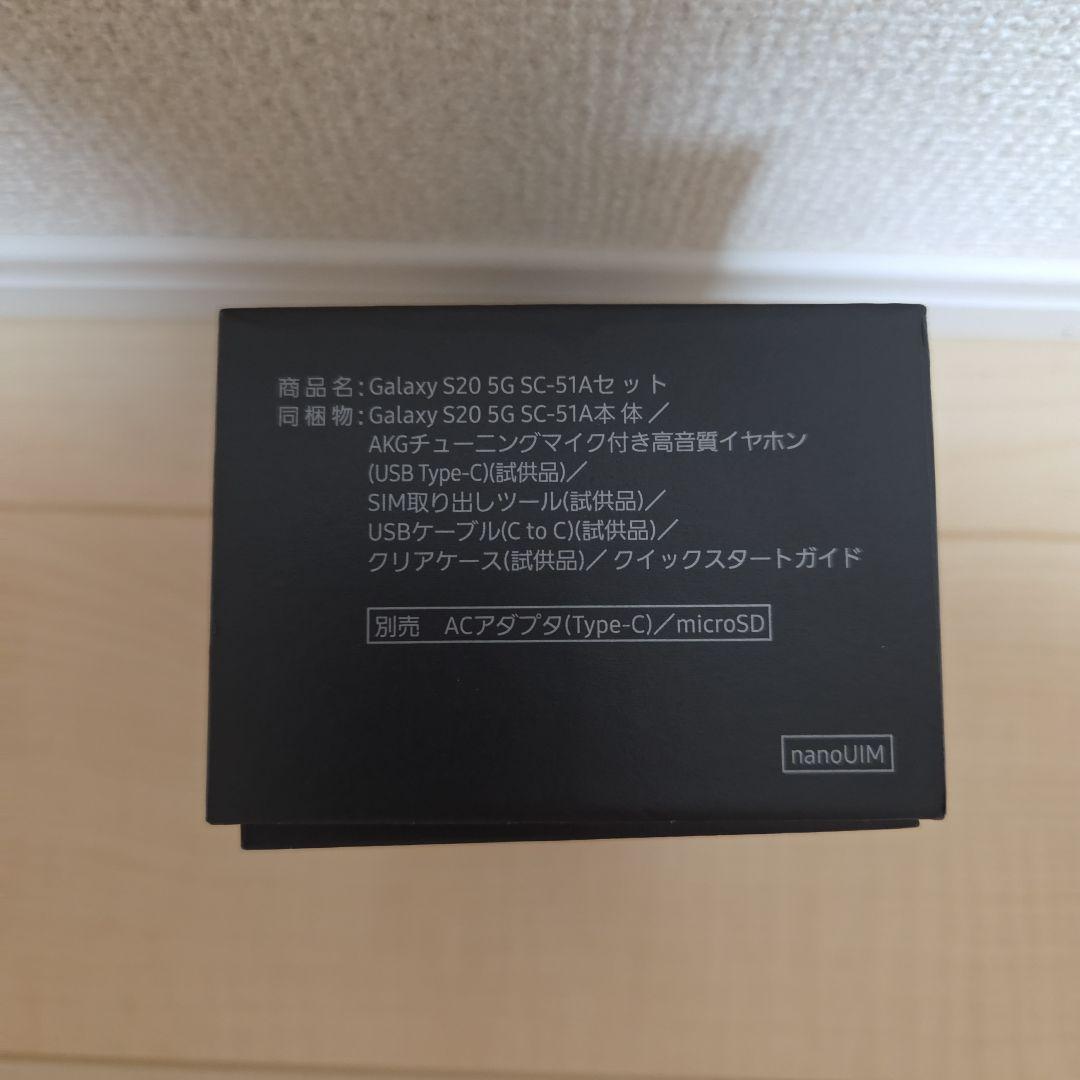 商品名:Galaxy S20 5G SC-51Aセット
同梱物:Galaxy S20 5G SC-51A本体／
AKGチューニングマイク付き高音質イヤホン
(USB Type-C)(試供品)／
SIM取り出しツール(試供品)／
USBケーブル(C to C)(試供品)／
クリアケース(試供品)／クイックスタートガイド
別売　ACアダプタ(Type-C)／microSD
nanoUIM